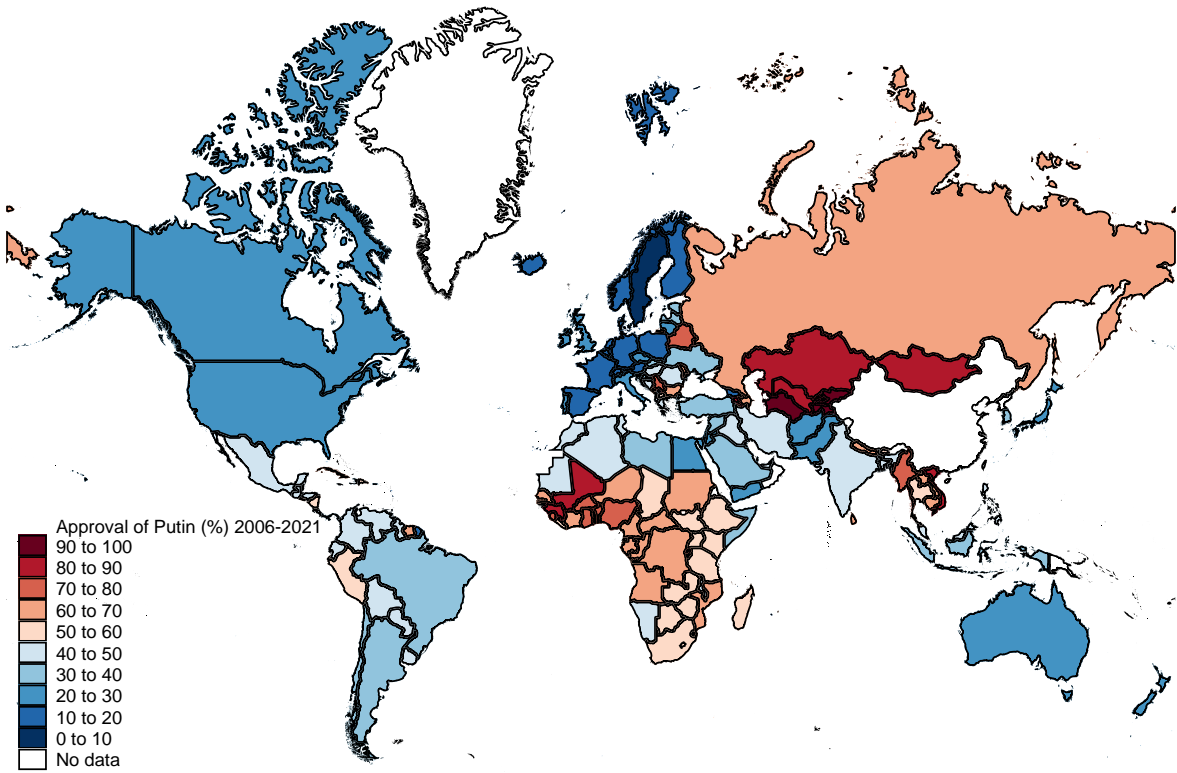 Approval of Putin (%) 2006-2021
90 to 100
80 to 90
70 to 80
60 to 70
50 to 60
40 to 50
30 to 40
20 to 30
10 to 20
0 to 10
No data